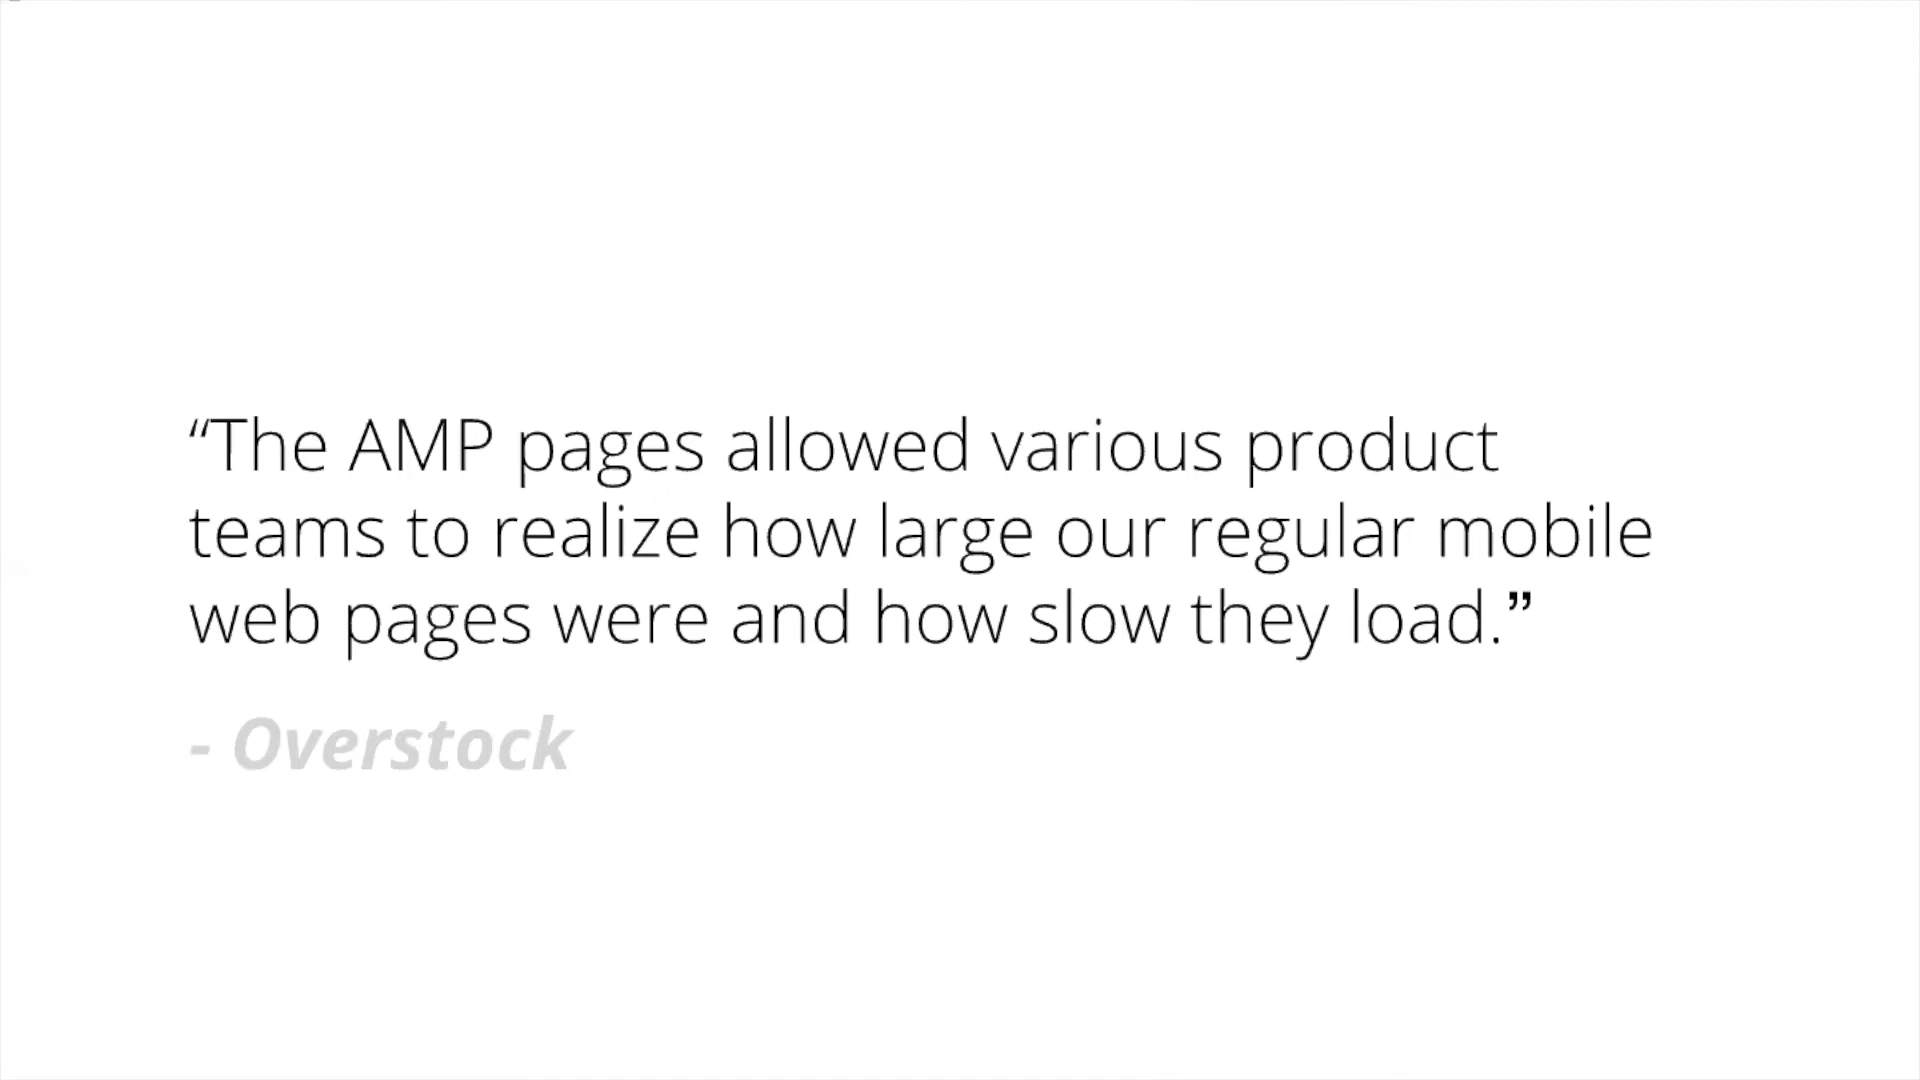 “The AMP pages allowed various product
teams to realize how large our regular mobile
web pages were and how slow they load.”
- Overstock